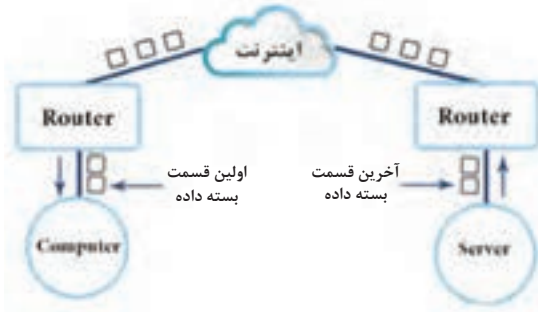 اینترنت
Router
Router
اولین قسمت
بسته داده
آخرین قسمت
بسته داده
Computer
Server